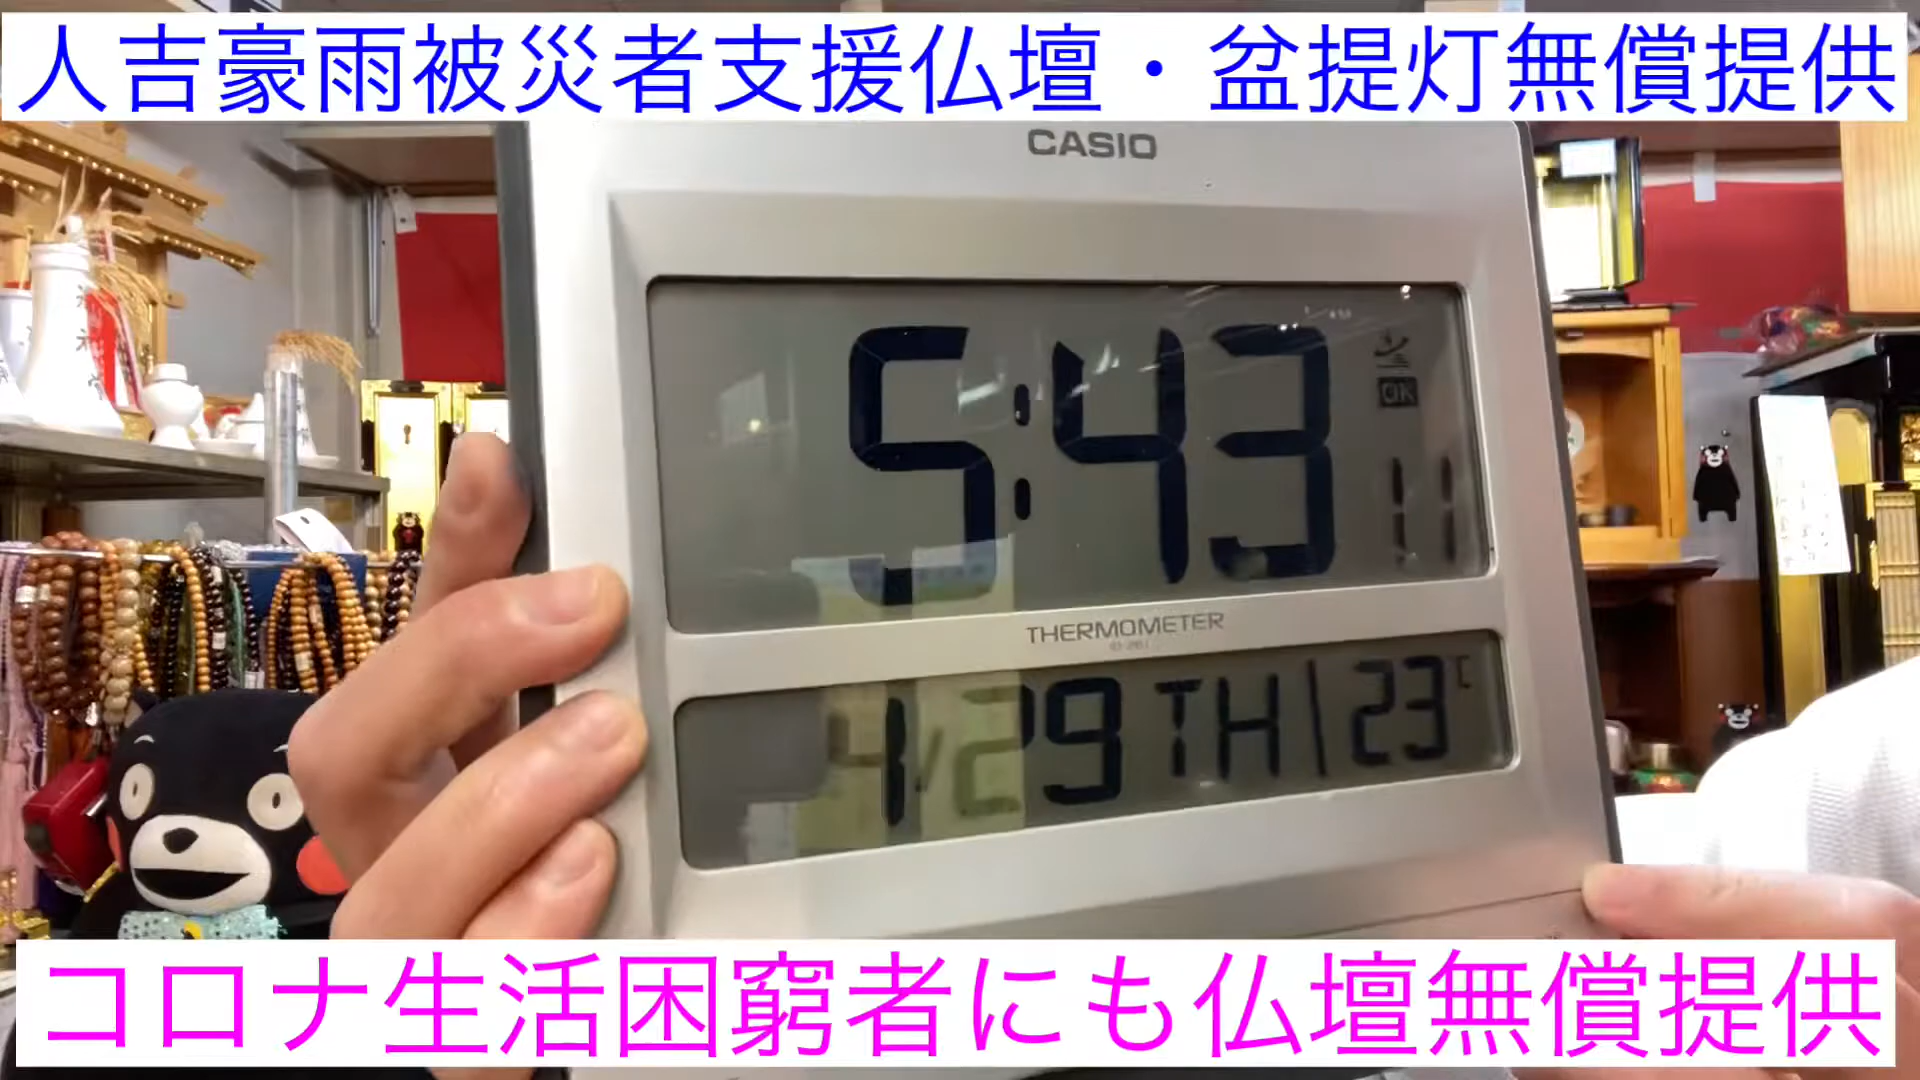 人吉豪雨被災者支援仏壇・盆提灯無償提供
CASIO
5:43
OK
11
THERMOMETER
4/29 TH 23℃
コロナ生活困窮者にも仏壇無償提供